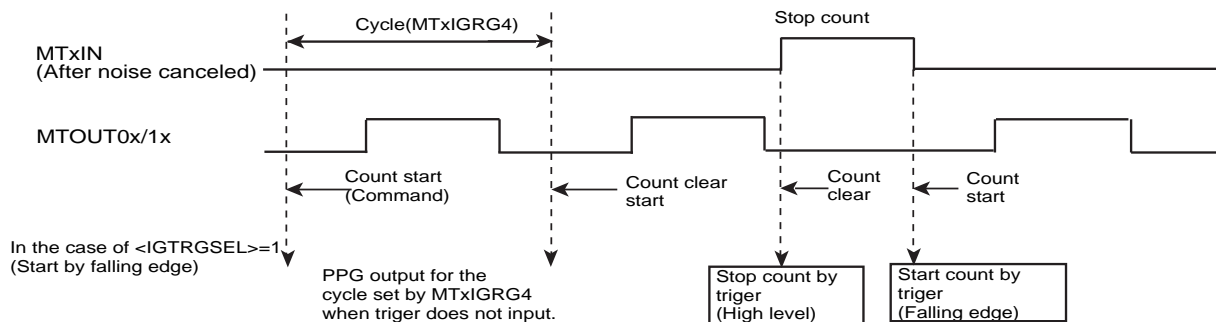 Cycle(MTxIGRG4)
Stop count
MTxIN
(After noise canceled)
MTOUT0x/1x
Count start
(Command)
Count clear
start
Count
clear
Count
start
In the case of <IGTRGSEL>=1
(Start by falling edge)
PPG output for the
cycle set by MTxIGRG4
when triger does not input.
Stop count by
triger
(High level)
Start count by
triger
(Falling edge)